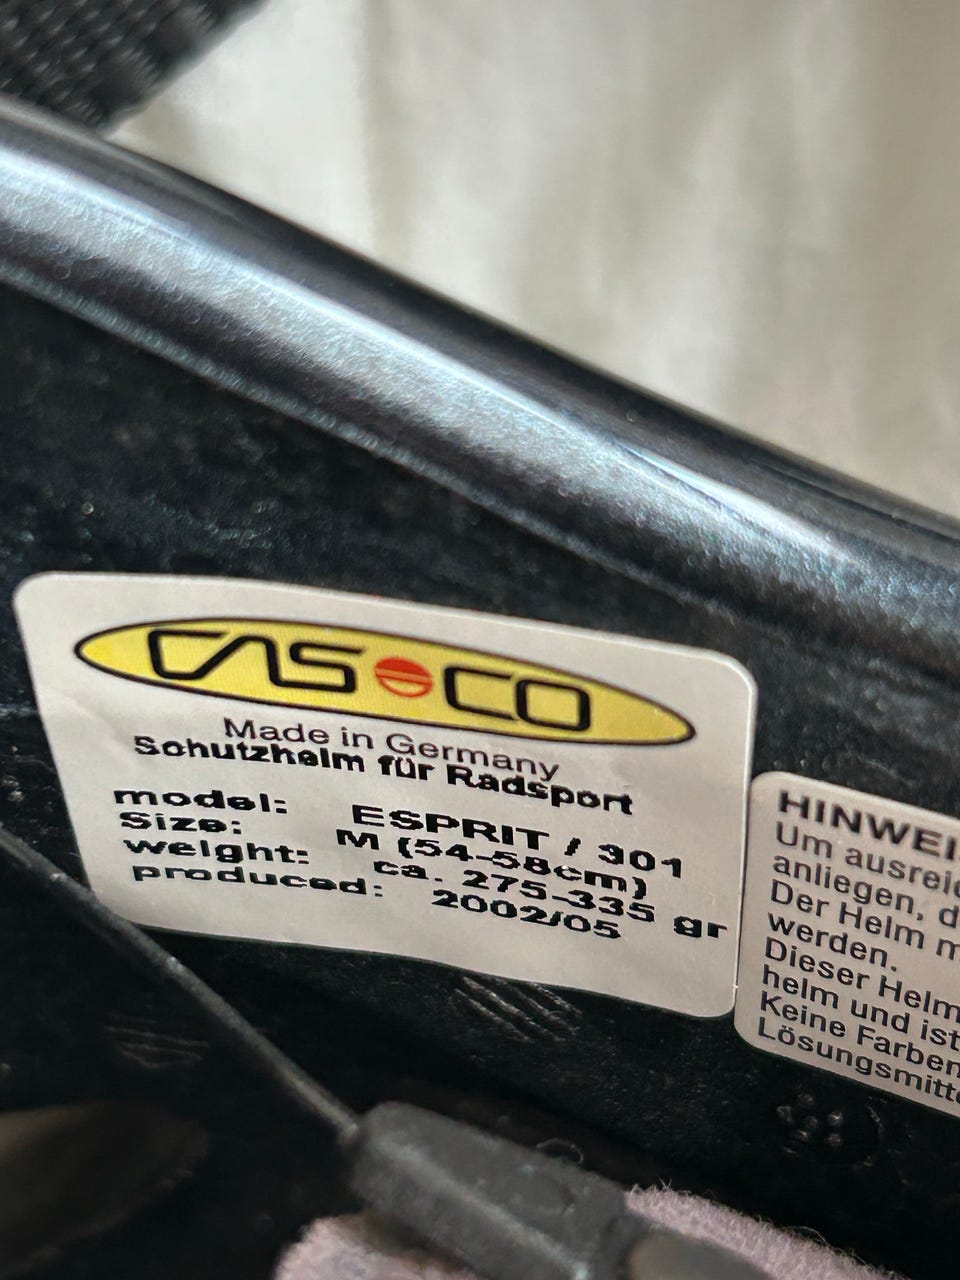 CASCO
Made in Germany
Schutzhelm für Radsport
model: ESPRIT / 301
Size: M (54-58cm)
weight: ca. 275-335 gr
produced: 2002/05
HINWEI
Um ausrei
anliegen, d
Der Helm m
werden.
Dieser Helm
helm und ist
Keine Farben
Lösungsmitte